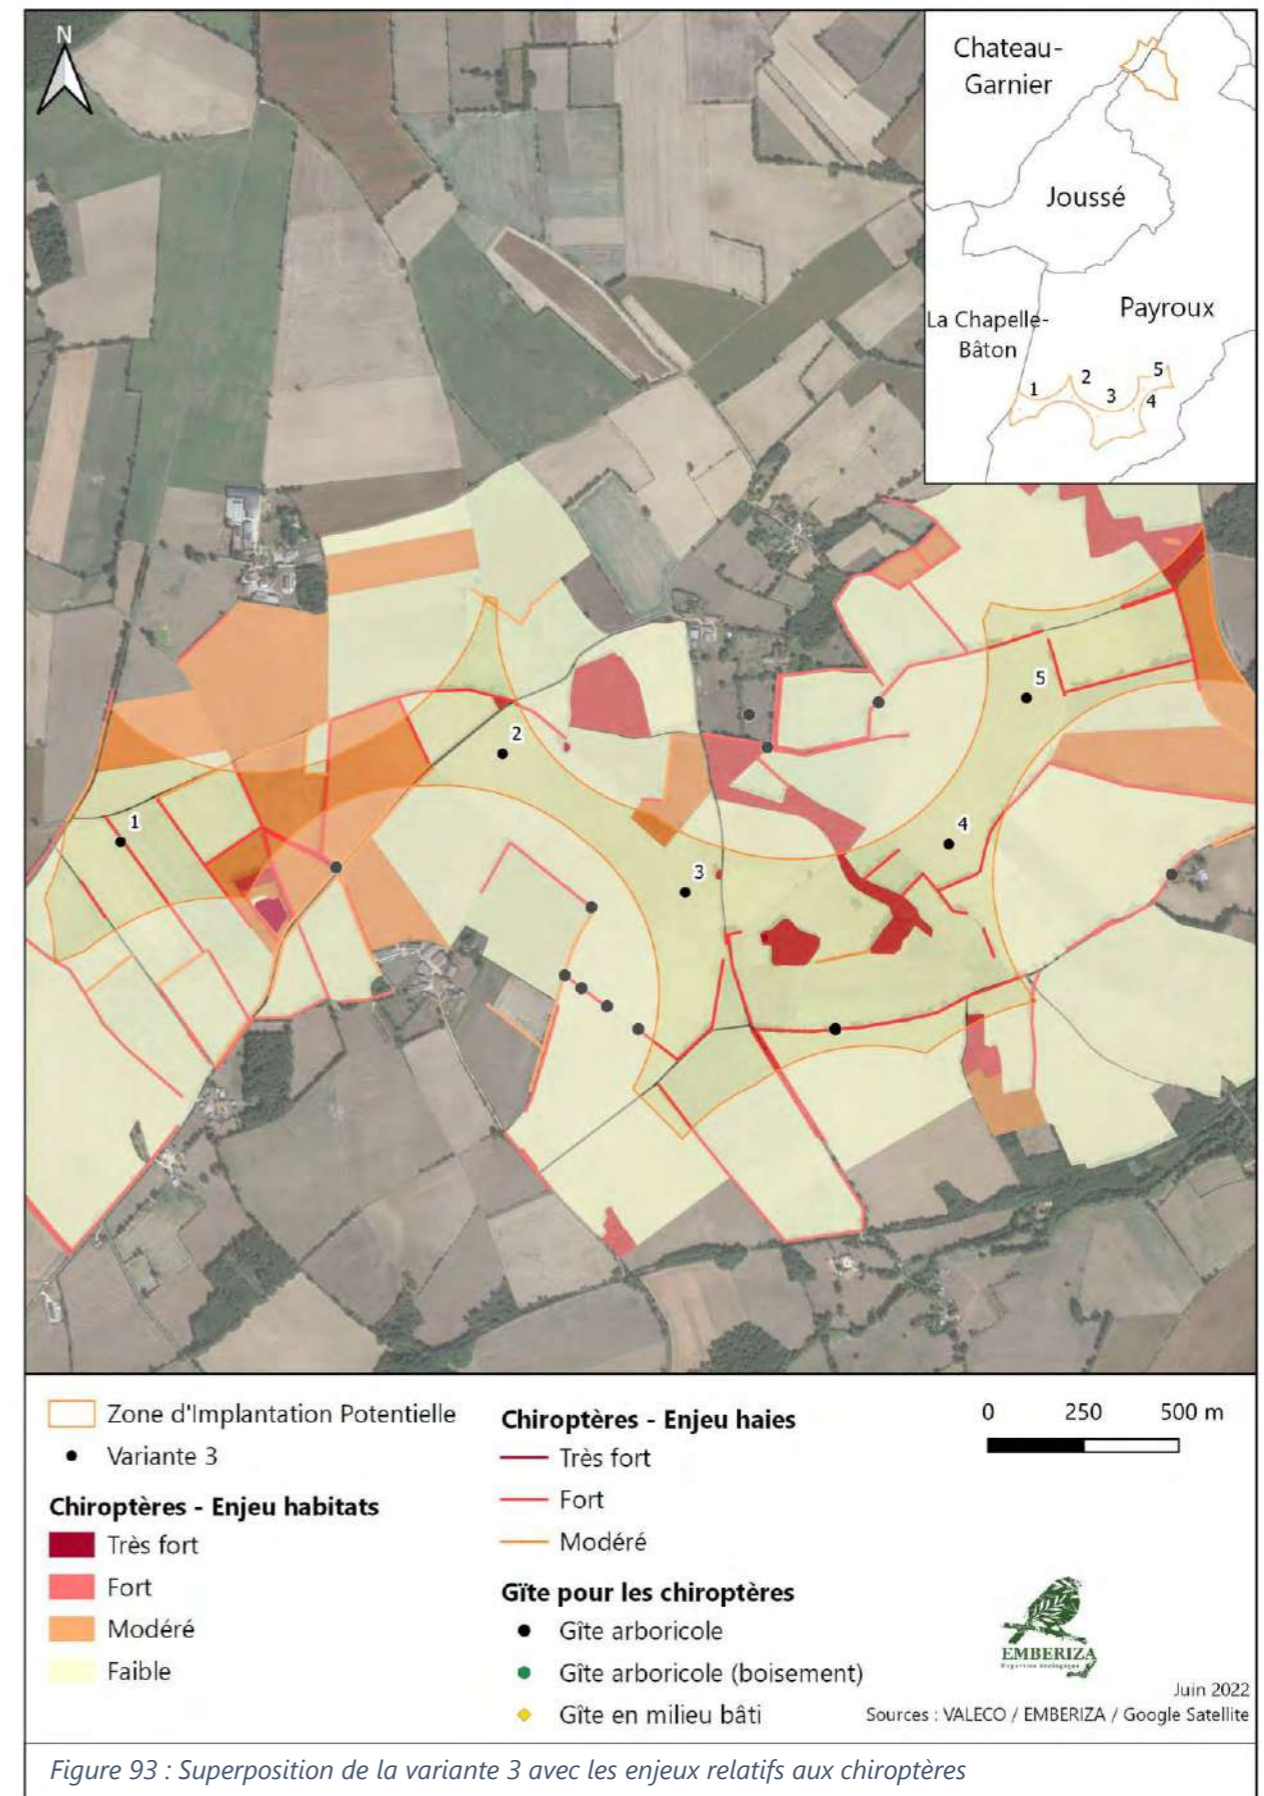 N
Chateau-
Garnier
Joussé
Payroux
La Chapelle-
Bâton
1
2
3
4
5
5
2
1
4
3
Zone d'Implantation Potentielle
Variante 3
Chiroptères - Enjeu habitats
Très fort
Fort
Modéré
Faible
Chiroptères - Enjeu haies
Très fort
Fort
Modéré
Gïte pour les chiroptères
Gîte arboricole
Gîte arboricole (boisement)
Gîte en milieu bâti
0 250 500 m
EMBERIZA
Juin 2022
Sources : VALECO / EMBERIZA / Google Satellite
Figure 93 : Superposition de la variante 3 avec les enjeux relatifs aux chiroptères